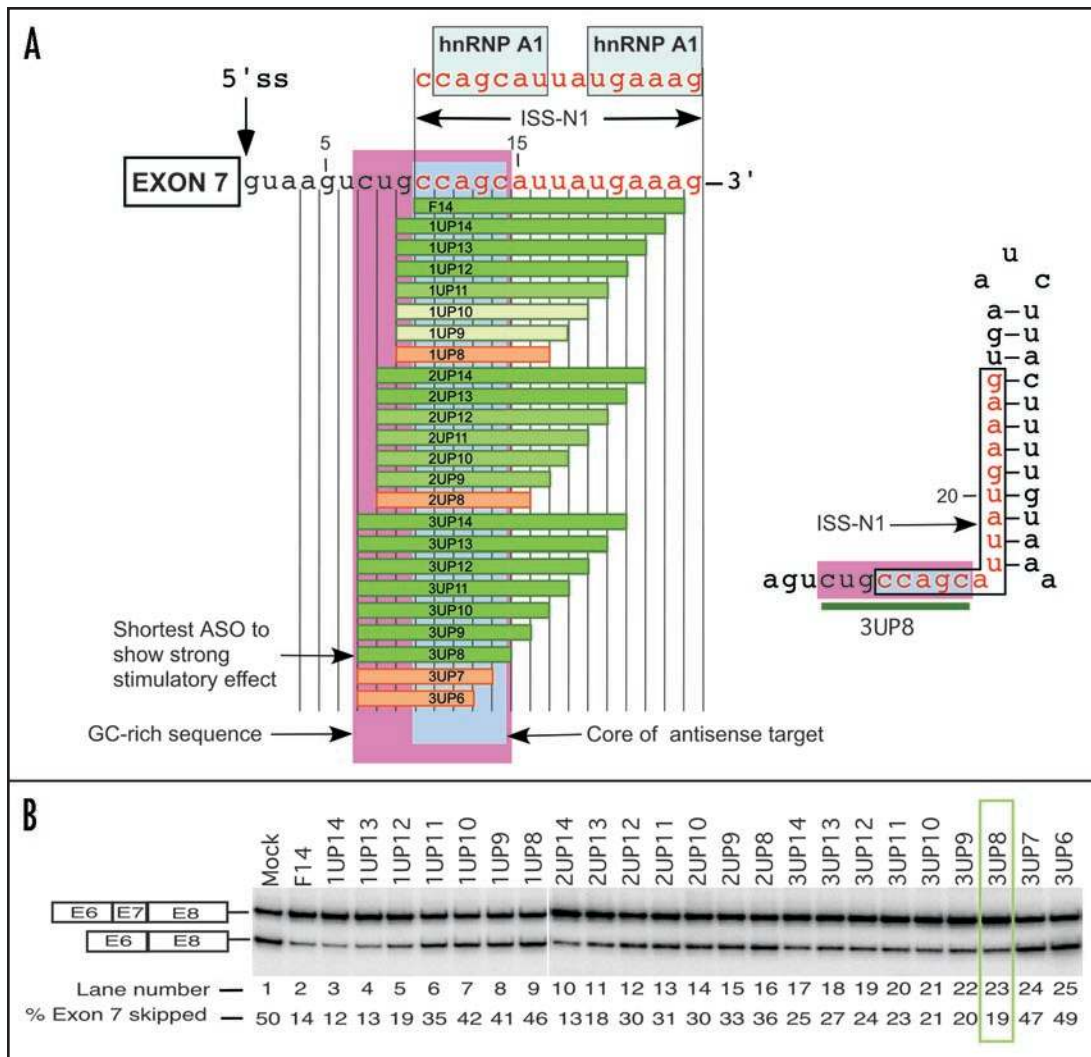 A
hnRNP A1 hnRNP A1
ccagcauuaugaaag
5'ss
ISS-N1
5 15
EXON 7 guaagucugccagcauuaugaaag–3'
F14
1UP14
1UP13
1UP12
1UP11
1UP10
1UP9
1UP8
2UP14
2UP13
2UP12
2UP11
2UP10
2UP9
2UP8
3UP14
3UP13
3UP12
3UP11
3UP10
3UP9
3UP8
3UP7
3UP6
Shortest ASO to
show strong
stimulatory effect
GC-rich sequence
Core of antisense target
u
a c
a–u
g–u
u–a
g–c
a–u
a–u
a–u
g–u
20 u–g
a–u
ISS-N1
u–a
u–a
agucugccagca a
3UP8
B
Mock F14 1UP14 1UP13 1UP12 1UP11 1UP10 1UP9 1UP8 2UP14 2UP13 2UP12 2UP11 2UP10 2UP9 2UP8 3UP14 3UP13 3UP12 3UP11 3UP10 3UP9 3UP8 3UP7 3UP6
E6 E7 E8
E6 E8
Lane number 1 2 3 4 5 6 7 8 9 10 11 12 13 14 15 16 17 18 19 20 21 22 23 24 25
% Exon 7 skipped 50 14 12 13 19 35 42 41 46 13 18 30 31 30 33 36 25 27 24 23 21 20 19 47 49